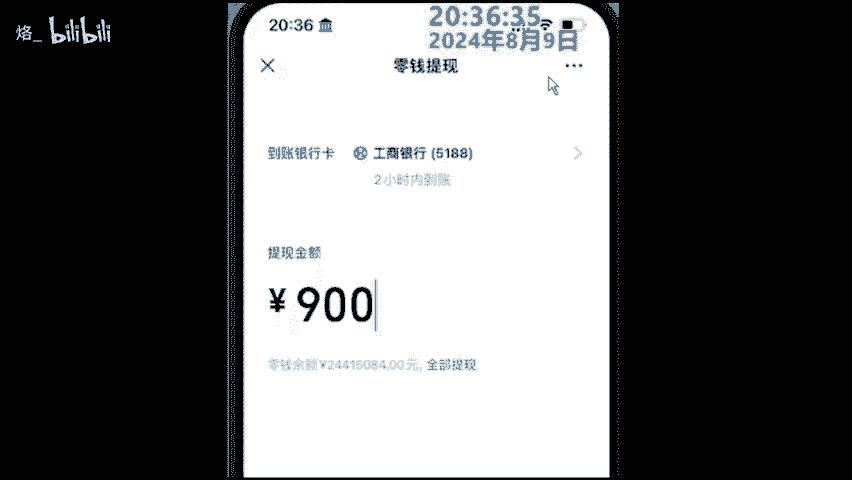 烙_ bilibili
20:36:35
20:36
2024年8月9日
零钱提现
到账银行卡 工商银行 (5188)
2小时内到账
提现金额
¥ 900
零钱余额¥24415084.00元, 全部提现